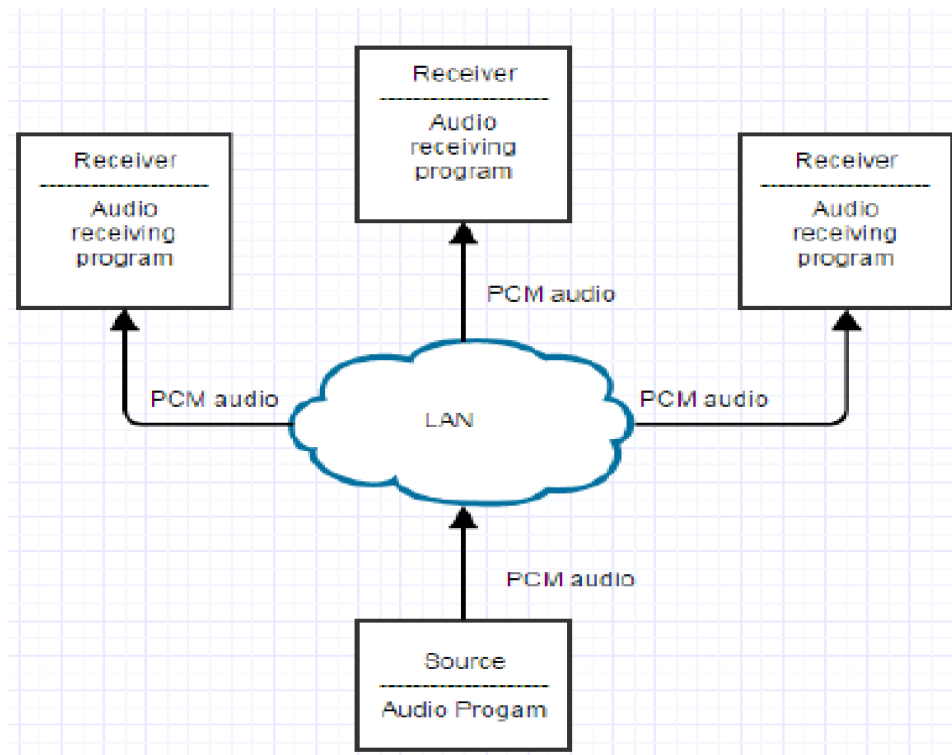 Receiver
Audio
receiving
program
Receiver
Audio
receiving
program
Receiver
Audio
receiving
program
PCM audio
PCM audio
PCM audio
LAN
PCM audio
Source
Audio Progam